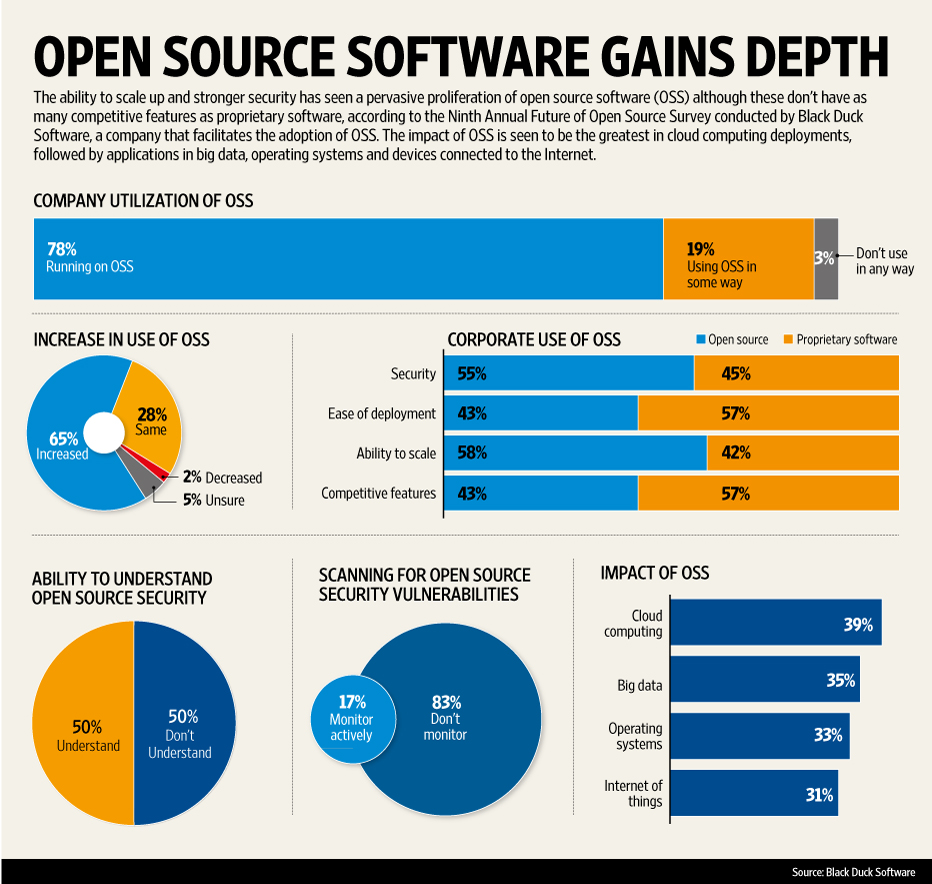 OPEN SOURCE SOFTWARE GAINS DEPTH
The ability to scale up and stronger security has seen a pervasive proliferation of open source software (OSS) although these don't have as
many competitive features as proprietary software, according to the Ninth Annual Future of Open Source Survey conducted by Black Duck
Software, a company that facilitates the adoption of OSS. The impact of OSS is seen to be the greatest in cloud computing deployments,
followed by applications in big data, operating systems and devices connected to the Internet.
COMPANY UTILIZATION OF OSS
78%
Running on OSS
19%
Using OSS in
some way
3%
Don't use
in any way
INCREASE IN USE OF OSS
65%
Increased
28%
Same
2% Decreased
5% Unsure
CORPORATE USE OF OSS
Open source
Proprietary software
Security
55%
45%
Ease of deployment
43%
57%
Ability to scale
58%
42%
Competitive features
43%
57%
ABILITY TO UNDERSTAND
OPEN SOURCE SECURITY
50%
Understand
50%
Don't
Understand
SCANNING FOR OPEN SOURCE
SECURITY VULNERABILITIES
17%
Monitor
actively
83%
Don't
monitor
IMPACT OF OSS
Cloud
computing
39%
Big data
35%
Operating
systems
33%
Internet of
things
31%
Source: Black Duck Software